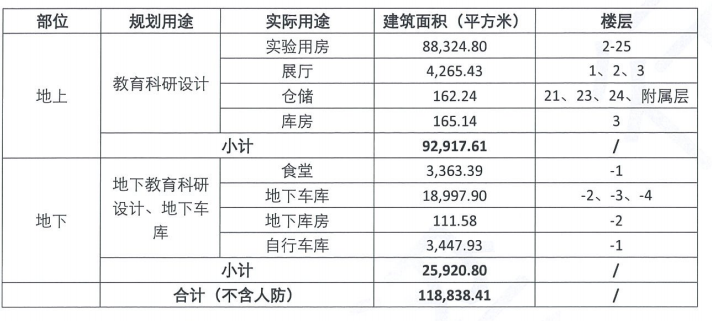 部位 规划用途 实际用途 建筑面积（平方米） 楼层
地上 教育科研设计 实验用房 88,324.80 2-25
展厅 4,265.43 1、2、3
仓储 162.24 21、23、24、附属层
库房 165.14 3
小计 92,917.61 /
地下 地下教育科研设计、地下车库 食堂 3,363.39 -1
地下车库 18,997.90 -2、-3、-4
地下库房 111.58 -2
自行车库 3,447.93 -1
小计 25,920.80 /
合计（不含人防） 118,838.41 /